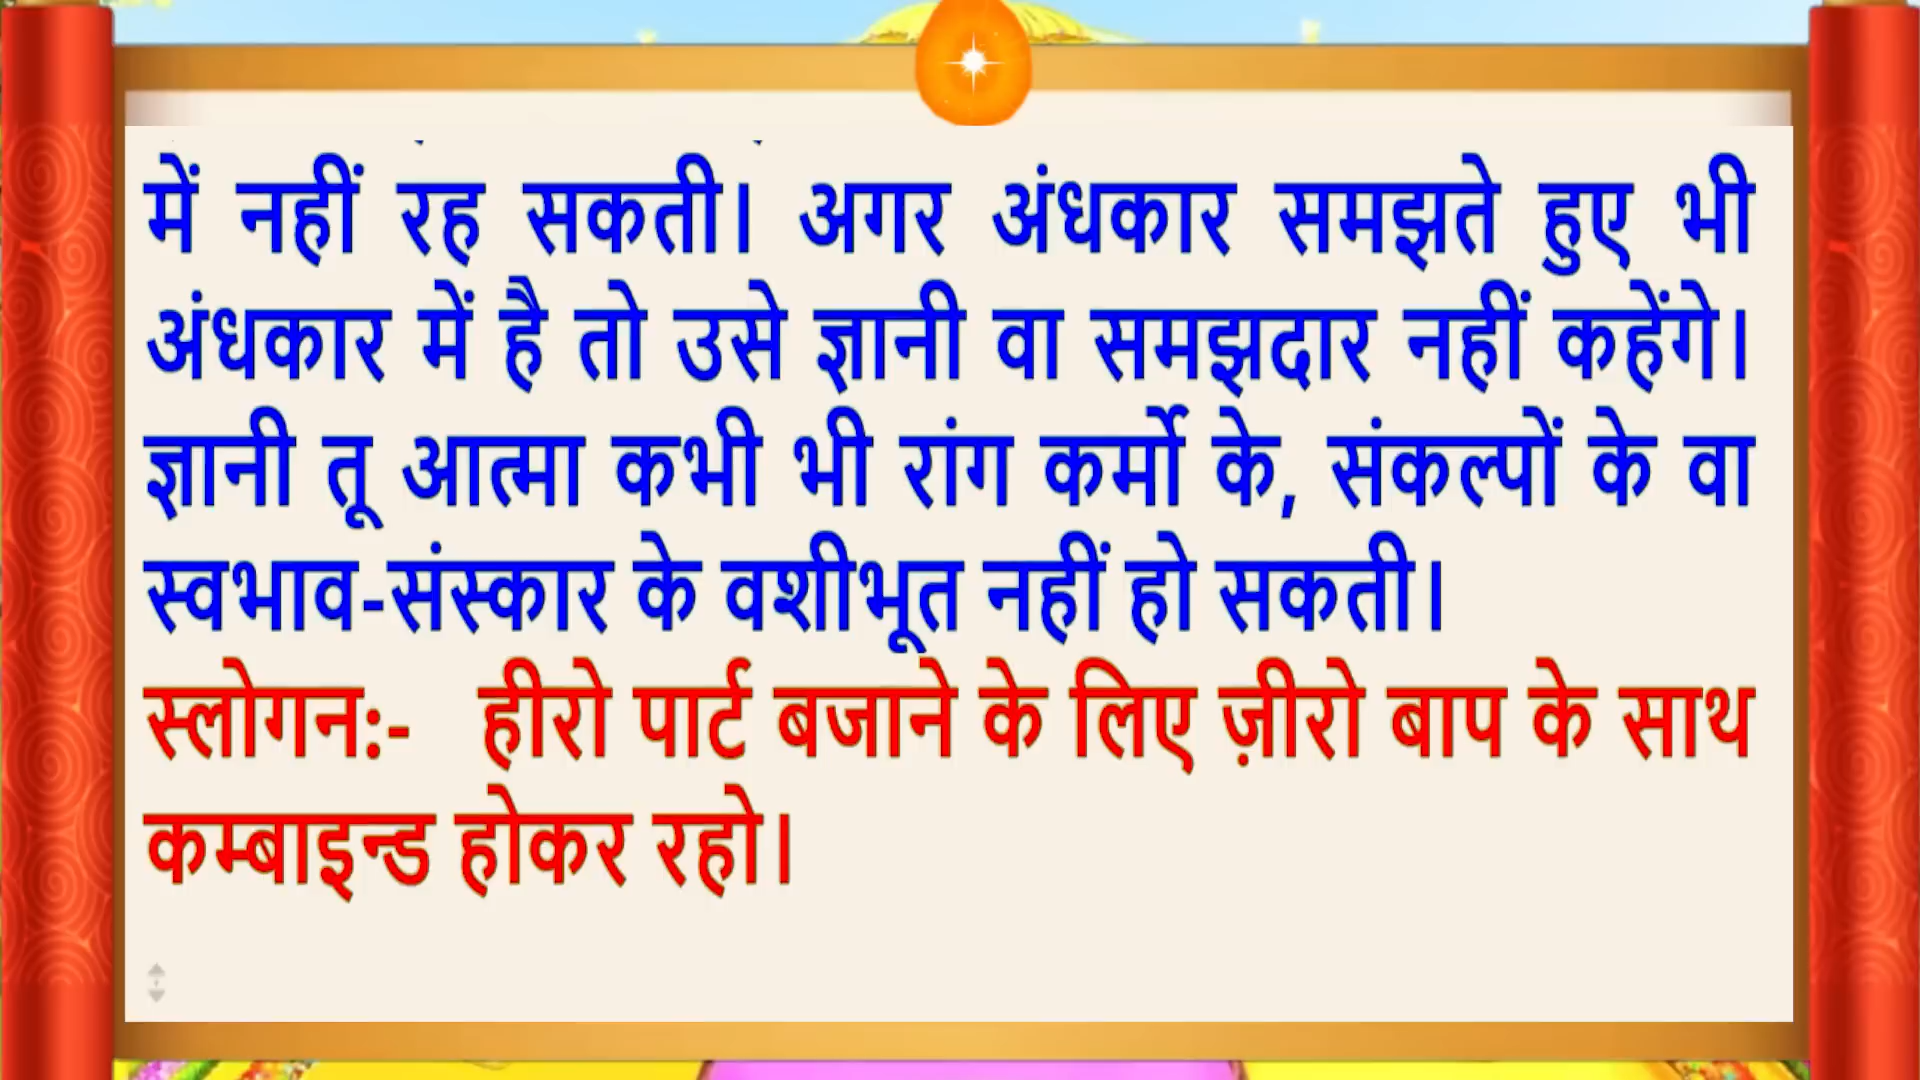 में नहीं रह सकती। अगर अंधकार समझते हुए भी
अंधकार में है तो उसे ज्ञानी वा समझदार नहीं कहेंगे।
ज्ञानी तू आत्मा कभी भी रांग कर्मो के, संकल्पों के वा
स्वभाव-संस्कार के वशीभूत नहीं हो सकती।
स्लोगन:- हीरो पार्ट बजाने के लिए ज़ीरो बाप के साथ
कम्बाइन्ड होकर रहो।